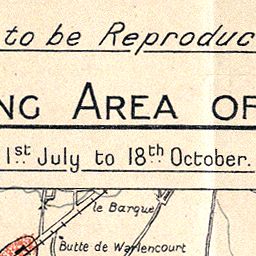 to be Reproduc
NG AREA OF
1st July to 18th October.
le Barque
Butte de Warlencourt